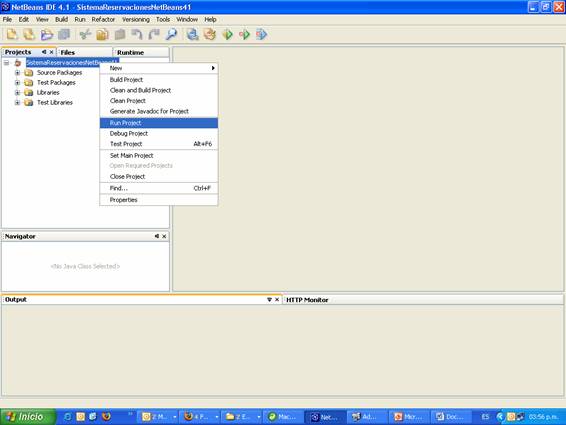 NetBeans IDE 4.1 - SistemaReservacionesNetBeans41
File Edit View Build Run Refactor Versioning Tools Window Help
Projects Files Runtime
SistemaReservacionesNetBeans41
Source Packages
Test Packages
Libraries
Test Libraries
New
Build Project
Clean and Build Project
Clean Project
Generate Javadoc for Project
Run Project
Debug Project
Test Project Alt+F6
Set Main Project
Open Required Projects
Close Project
Find... Ctrl+F
Properties
Navigator
<No Java Class Selected>
Output HTTP Monitor
Inicio 2 M... 4 F... 2 E... Mac... Net... Ad... Micr... Doc... ES 03:56 p.m.